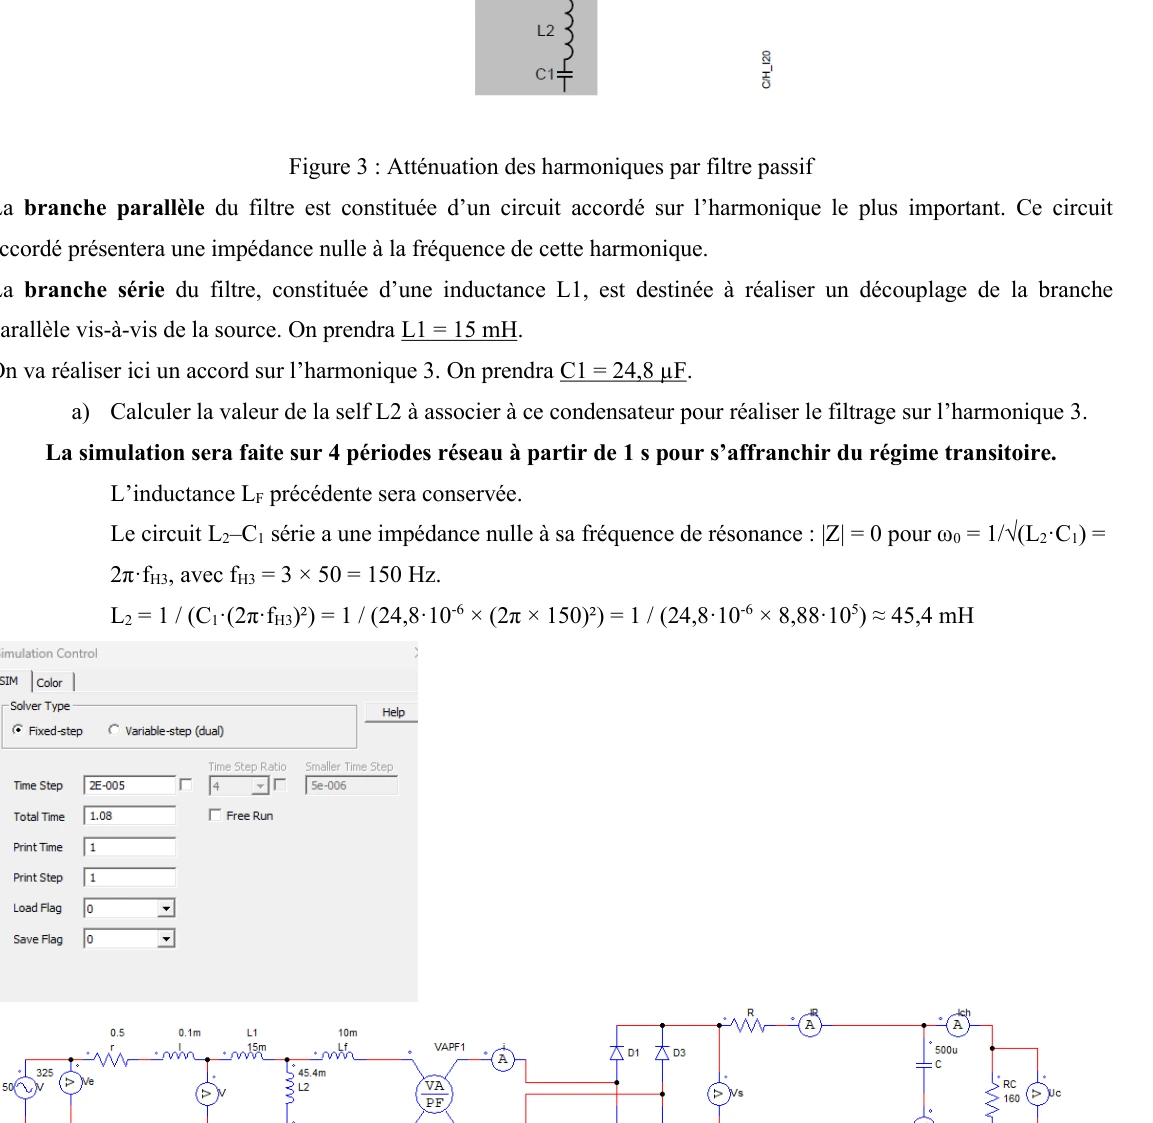 L2
C1
C/H_I20
Figure 3 : Atténuation des harmoniques par filtre passif
a branche parallèle du filtre est constituée d’un circuit accordé sur l’harmonique le plus important. Ce circuit
ccordé présentera une impédance nulle à la fréquence de cette harmonique.
a branche série du filtre, constituée d’une inductance L1, est destinée à réaliser un découplage de la branche
arallèle vis-à-vis de la source. On prendra L1 = 15 mH.
On va réaliser ici un accord sur l’harmonique 3. On prendra C1 = 24,8 µF.
a) Calculer la valeur de la self L2 à associer à ce condensateur pour réaliser le filtrage sur l’harmonique 3.
La simulation sera faite sur 4 périodes réseau à partir de 1 s pour s’affranchir du régime transitoire.
L’inductance LF précédente sera conservée.
Le circuit L₂–C₁ série a une impédance nulle à sa fréquence de résonance : |Z| = 0 pour ω₀ = 1/√(L₂·C₁) =
2π·fH3, avec fH3 = 3 × 50 = 150 Hz.
L₂ = 1 / (C₁·(2π·fH3)²) = 1 / (24,8·10⁻⁶ × (2π × 150)²) = 1 / (24,8·10⁻⁶ × 8,88·10⁵) ≈ 45,4 mH
imulation Control
SIM Color
Solver Type
Help
Fixed-step Variable-step (dual)
Time Step Ratio Smaller Time Step
Time Step 2E-005 4 5e-006
Total Time 1.08 Free Run
Print Time 1
Print Step 1
Load Flag 0
Save Flag 0
0.5 0.1m L1 10m R IR Ich
r l 15m Lf VAPF1 i A A
A D1 D3 500u
325 45.4m C
50 V V Ve L2 VA RC
V V PF V Vs 160 V Uc